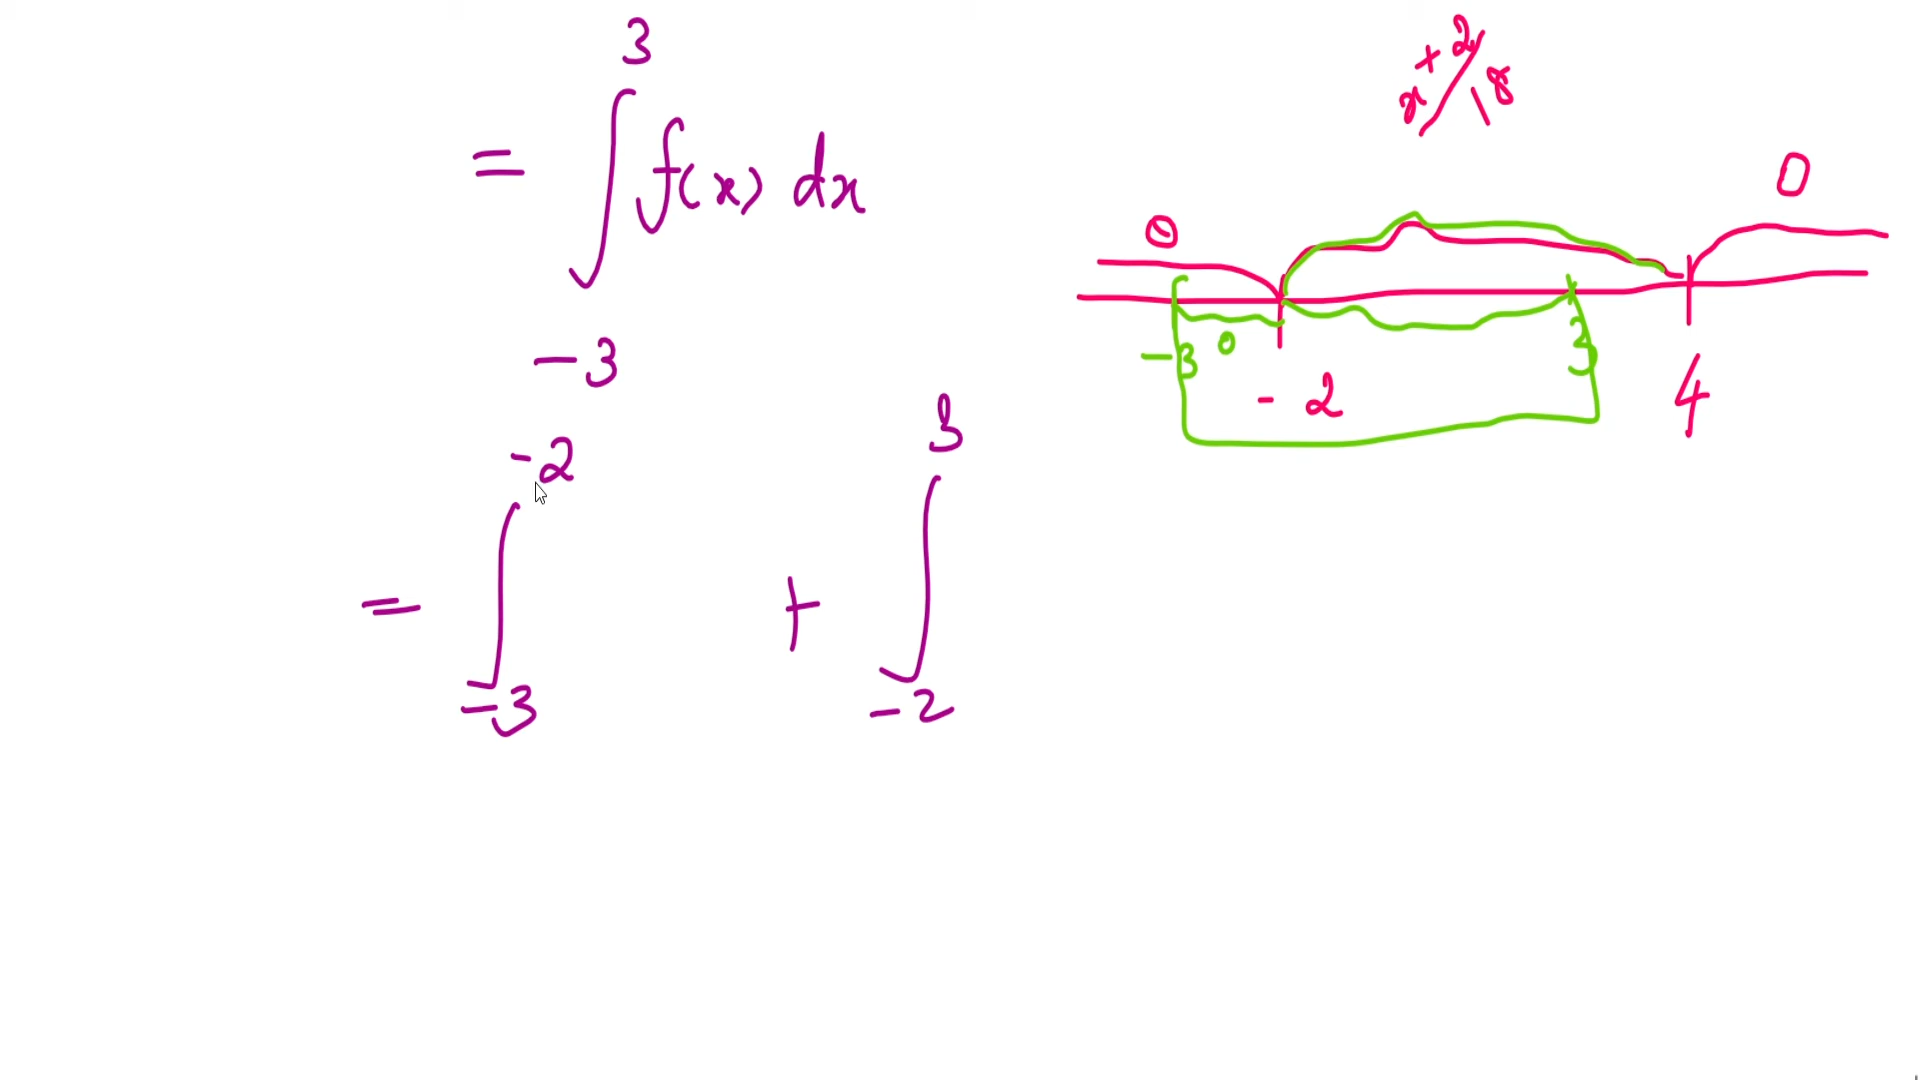 = ∫_{-3}^{3} f(x) dx
= ∫_{-3}^{-2} + ∫_{-2}^{3}
x+2/18
0 0
-3 0 3
-2 4